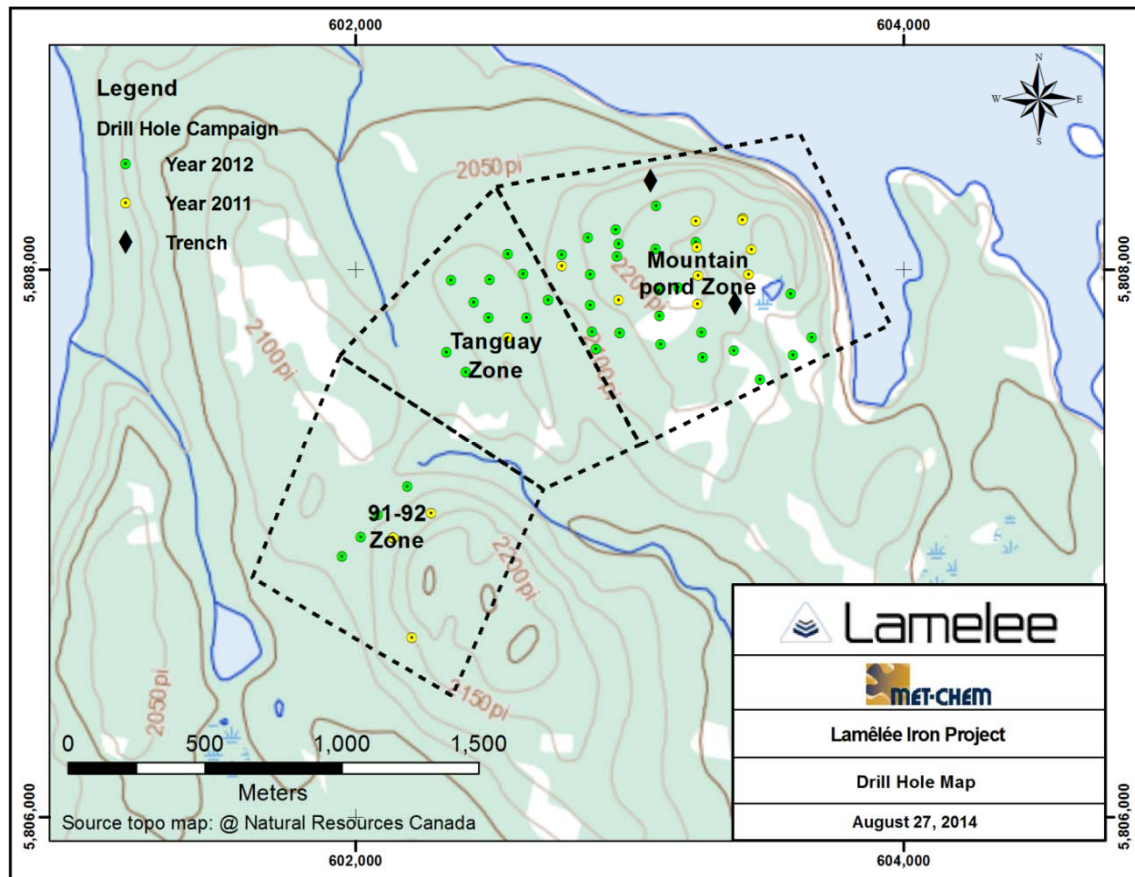 602,000
604,000
Legend
Drill Hole Campaign
Year 2012
Year 2011
Trench
N
W
E
S
2050pi
5,808,000
5,808,000
Mountain
pond Zone
2200pi
2100pi
2100pi
Tanguay
Zone
91-92
Zone
2200pi
2150pi
2050pi
Lamelee
MET-CHEM
Lamêlée Iron Project
Drill Hole Map
August 27, 2014
0
500
1,000
1,500
Meters
Source topo map: @ Natural Resources Canada
5,806,000
5,806,000
602,000
604,000